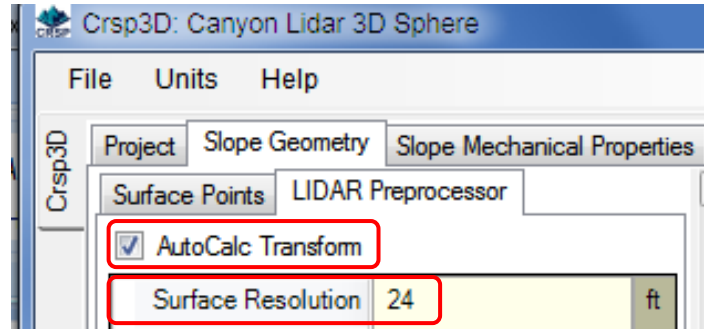 CRSP Crsp3D: Canyon Lidar 3D Sphere
File Units Help
Crsp3D
Project Slope Geometry Slope Mechanical Properties
Surface Points LIDAR Preprocessor
AutoCalc Transform
Surface Resolution 24 ft